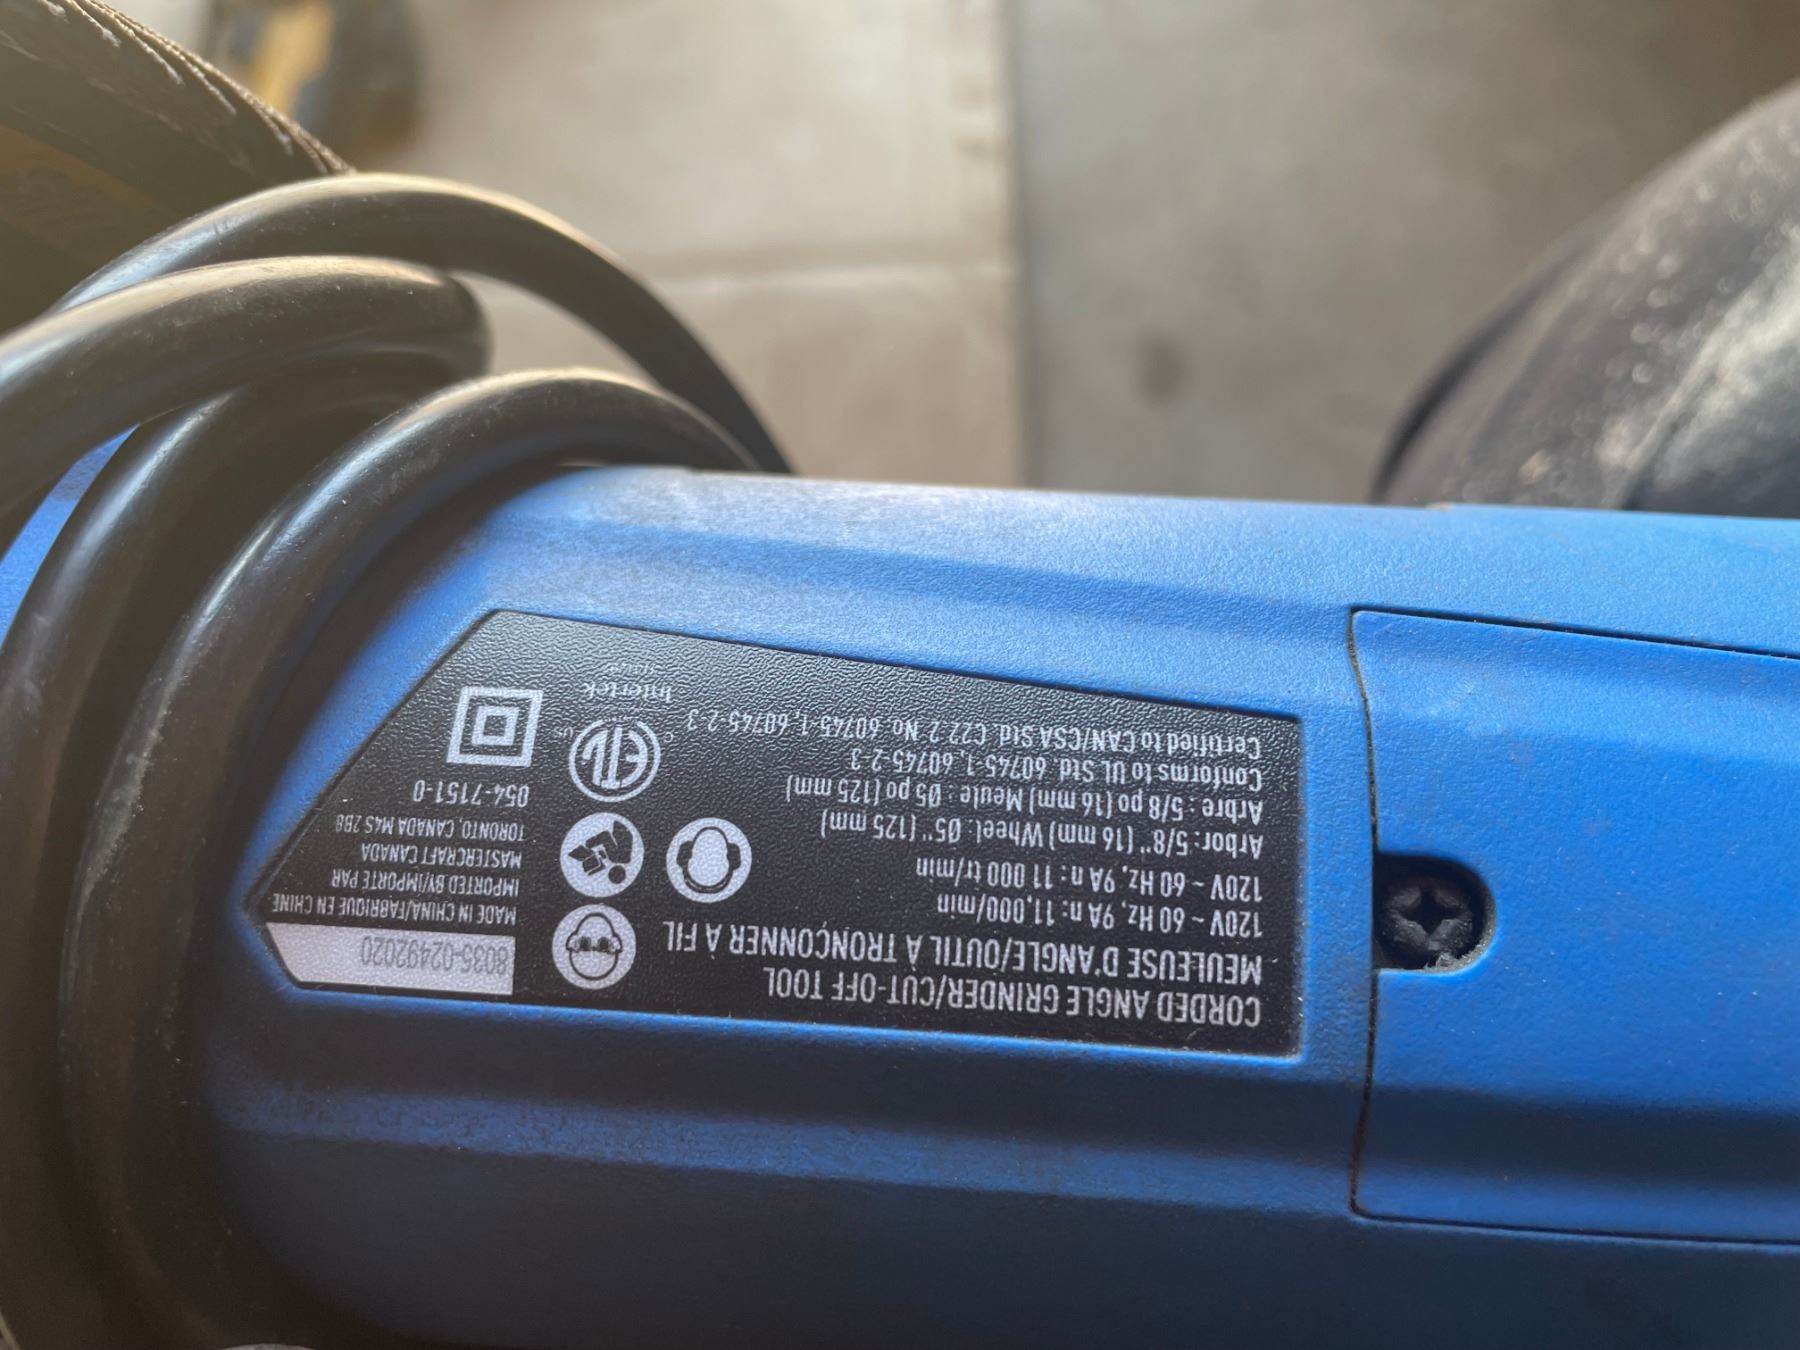 CORDED ANGLE GRINDER/CUT-OFF TOOL
MEULEUSE D'ANGLE/OUTIL À TRONÇONNER À FIL
120V ~ 60 Hz, 9A n: 11,000/min
120V ~ 60 Hz, 9A n: 11 000 tr/min
Arbor: 5/8" (16 mm) Wheel. Ø5" (125 mm)
Arbre : 5/8 po (16 mm) Meule : Ø5 po (125 mm)
Conforms to UL Std. 60745-1, 60745-2-3
Certified to CAN/CSA Std. C22.2 No. 60745-1, 60745-2-3
8035-02492020
MADE IN CHINA/FABRIQUÉ EN CHINE
IMPORTED BY/IMPORTÉ PAR
MASTERCRAFT CANADA
TORONTO, CANADA M4S 2B8
054-7151-0
C ETL US
Intertek